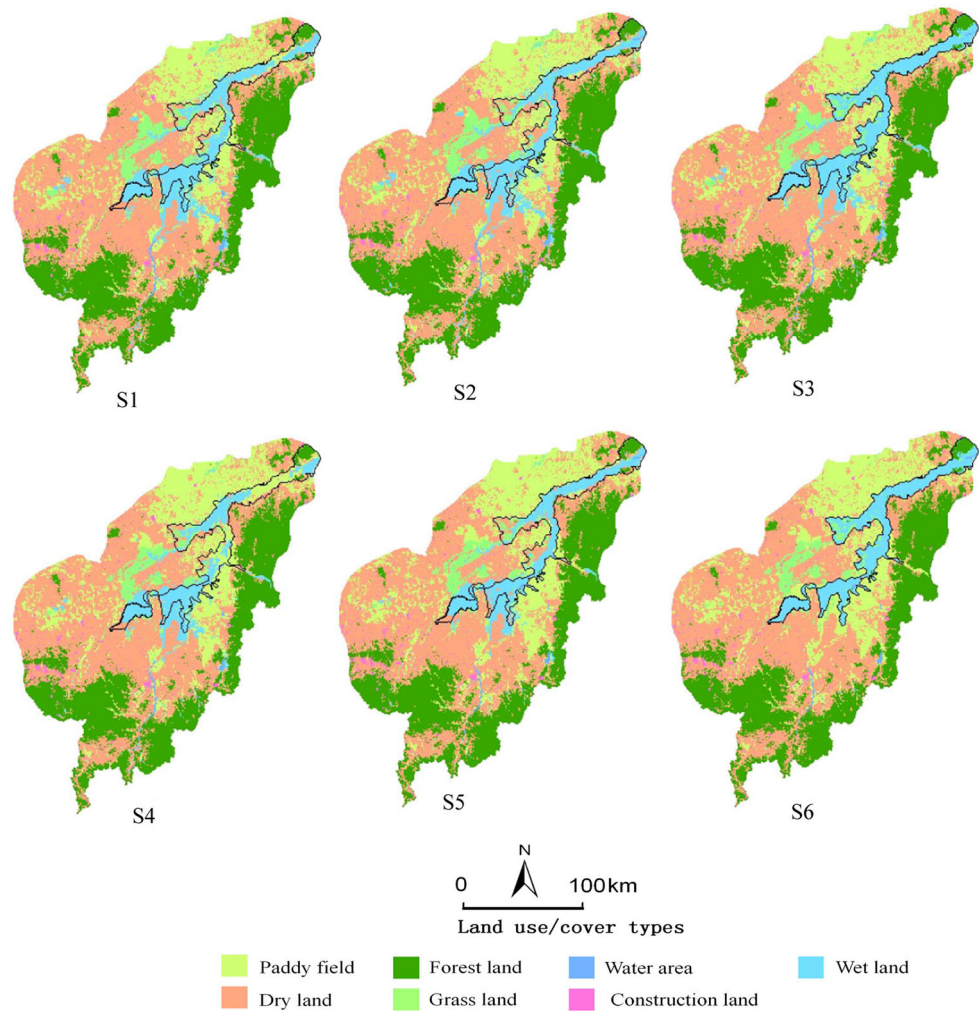 S1
S2
S3
S4
S5
S6
N
0 100km
Land use/cover types
Paddy field Forest land Water area Wet land
Dry land Grass land Construction land